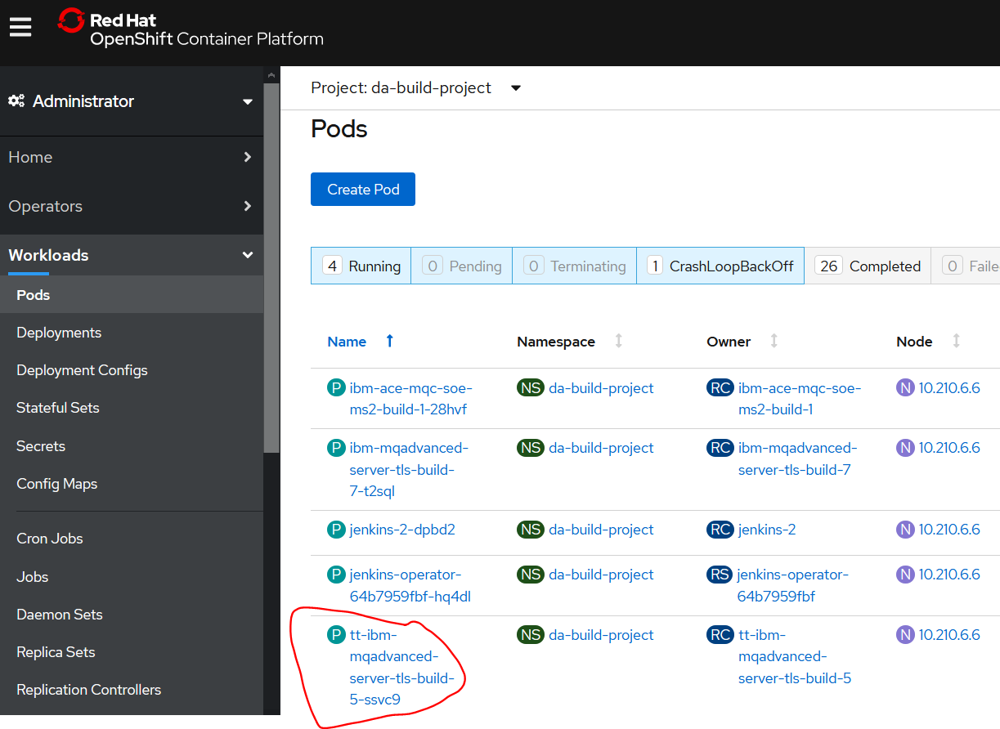 Red Hat
OpenShift Container Platform
Administrator
Home
Operators
Workloads
Pods
Deployments
Deployment Configs
Stateful Sets
Secrets
Config Maps
Cron Jobs
Jobs
Daemon Sets
Replica Sets
Replication Controllers
Project: da-build-project
Pods
Create Pod
4 Running 0 Pending 0 Terminating 1 CrashLoopBackOff 26 Completed 0 Faile
Name Namespace Owner Node
P ibm-ace-mqc-soe- NS da-build-project RC ibm-ace-mqc-soe- N 10.210.6.6
ms2-build-1-28hvf ms2-build-1
P ibm-mqadvanced- NS da-build-project RC ibm-mqadvanced- N 10.210.6.6
server-tls-build- server-tls-build-7
7-t2sql
P jenkins-2-dpbd2 NS da-build-project RC jenkins-2 N 10.210.6.6
P jenkins-operator- NS da-build-project RS jenkins-operator- N 10.210.6.6
64b7959fbf-hq4dl 64b7959fbf
P tt-ibm- NS da-build-project RC tt-ibm- N 10.210.6.6
mqadvanced- mqadvanced-
server-tls-build- server-tls-build-5
5-ssvc9